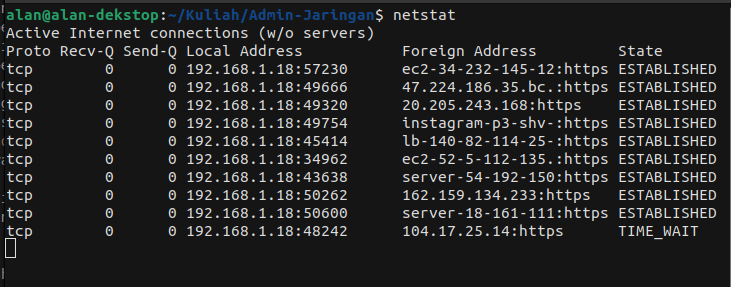 alan@alan-dekstop:~/Kuliah/Admin-Jaringan$ netstat
Active Internet connections (w/o servers)
Proto Recv-Q Send-Q Local Address           Foreign Address         State
tcp        0      0 192.168.1.18:57230      ec2-34-232-145-12:https ESTABLISHED
tcp        0      0 192.168.1.18:49666      47.224.186.35.bc.:https ESTABLISHED
tcp        0      0 192.168.1.18:49320      20.205.243.168:https    ESTABLISHED
tcp        0      0 192.168.1.18:49754      instagram-p3-shv-:https ESTABLISHED
tcp        0      0 192.168.1.18:45414      lb-140-82-114-25-:https ESTABLISHED
tcp        0      0 192.168.1.18:34962      ec2-52-5-112-135.:https ESTABLISHED
tcp        0      0 192.168.1.18:43638      server-54-192-150:https ESTABLISHED
tcp        0      0 192.168.1.18:50262      162.159.134.233:https   ESTABLISHED
tcp        0      0 192.168.1.18:50600      server-18-161-111:https ESTABLISHED
tcp        0      0 192.168.1.18:48242      104.17.25.14:https      TIME_WAIT